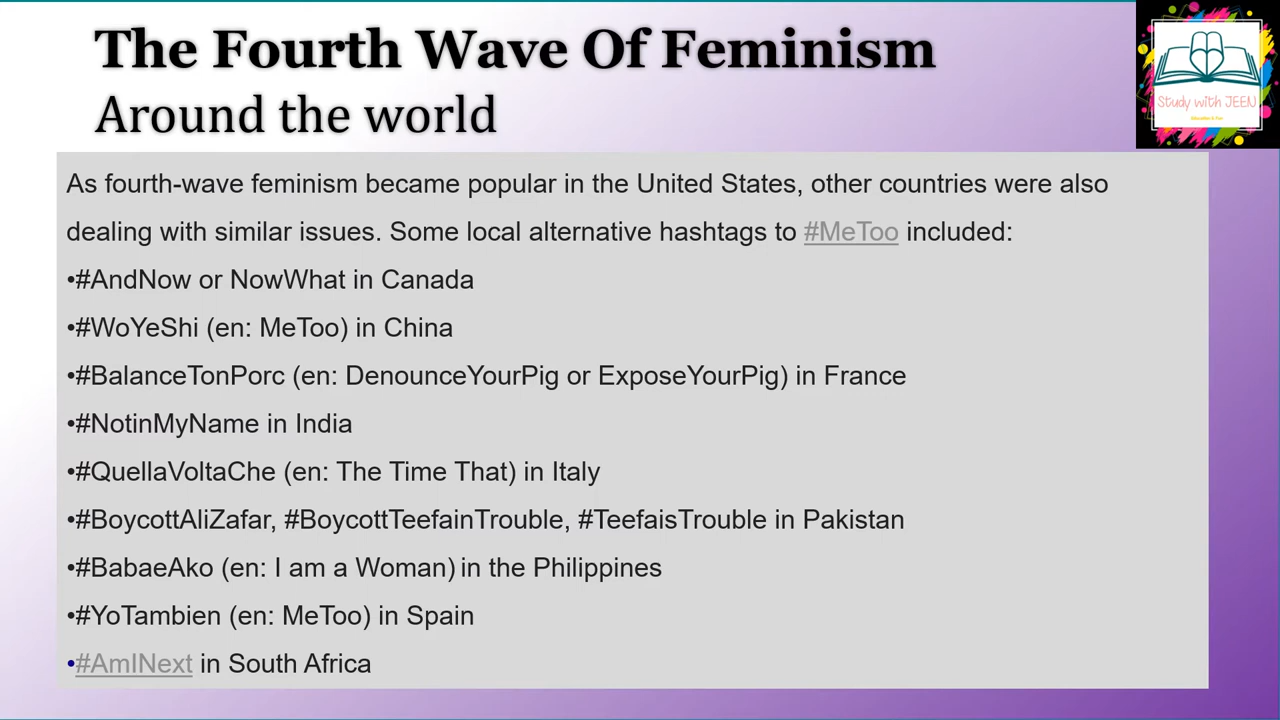 The Fourth Wave Of Feminism
Around the world
Study with JEEN
Education & Fun
As fourth-wave feminism became popular in the United States, other countries were also
dealing with similar issues. Some local alternative hashtags to #MeToo included:
•#AndNow or NowWhat in Canada
•#WoYeShi (en: MeToo) in China
•#BalanceTonPorc (en: DenounceYourPig or ExposeYourPig) in France
•#NotinMyName in India
•#QuellaVoltaChe (en: The Time That) in Italy
•#BoycottAliZafar, #BoycottTeefainTrouble, #TeefaisTrouble in Pakistan
•#BabaeAko (en: I am a Woman) in the Philippines
•#YoTambien (en: MeToo) in Spain
•#AmINext in South Africa